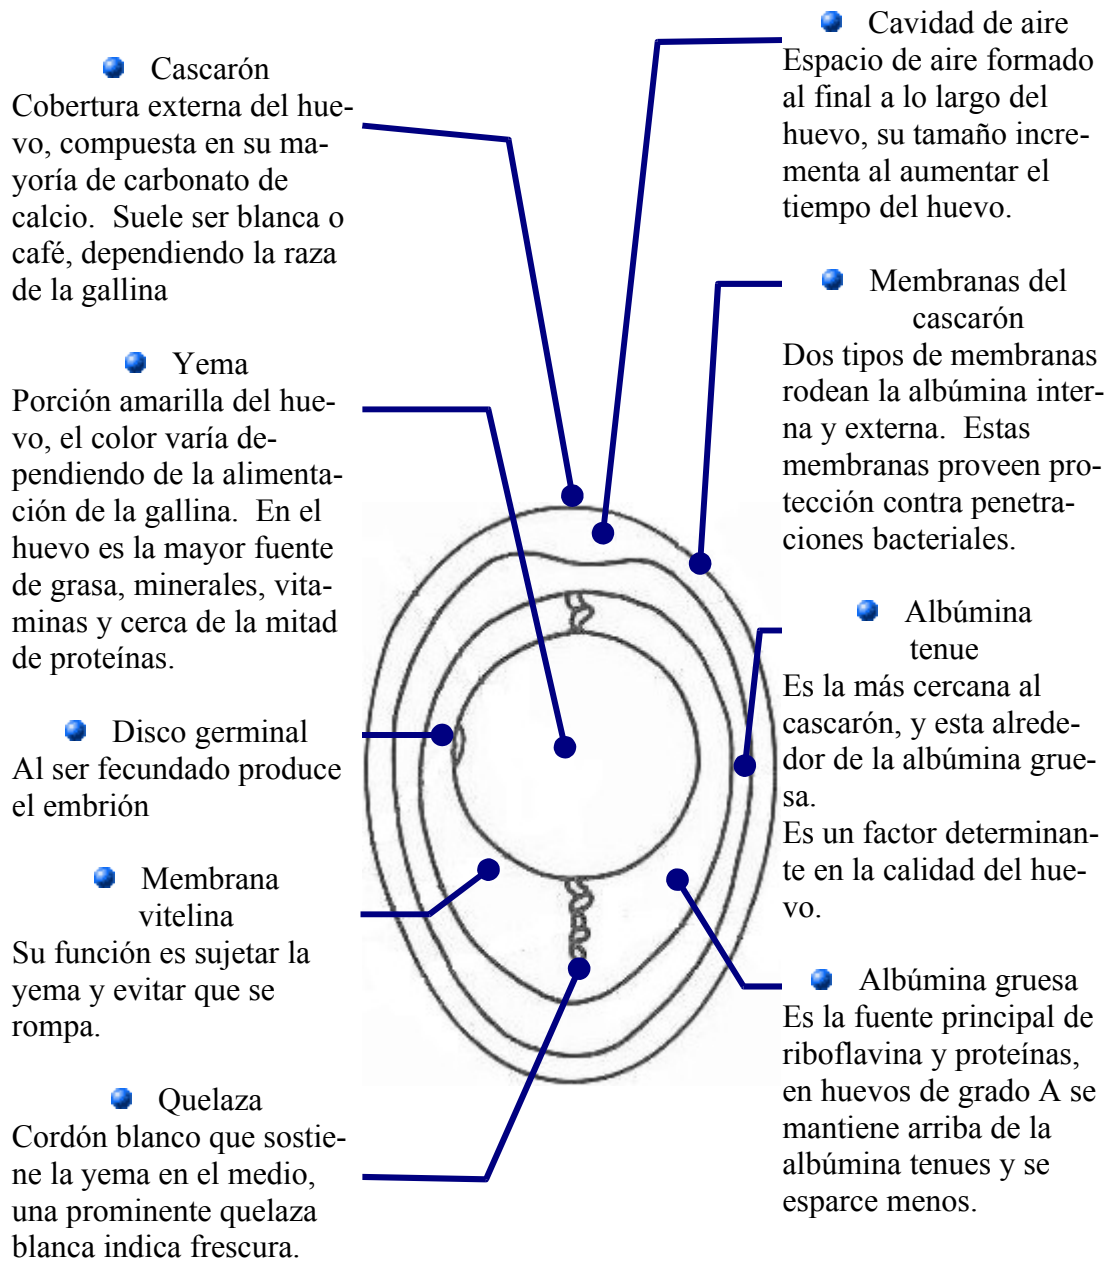 Cascarón
Cobertura externa del hue-
vo, compuesta en su ma-
yoría de carbonato de
calcio. Suele ser blanca o
café, dependiendo la raza
de la gallina
Yema
Porción amarilla del hue-
vo, el color varía de-
pendiendo de la alimenta-
ción de la gallina. En el
huevo es la mayor fuente
de grasa, minerales, vita-
minas y cerca de la mitad
de proteínas.
Disco germinal
Al ser fecundado produce
el embrión
Membrana
vitelina
Su función es sujetar la
yema y evitar que se
rompa.
Quelaza
Cordón blanco que sostie-
ne la yema en el medio,
una prominente quelaza
blanca indica frescura.
Cavidad de aire
Espacio de aire formado
al final a lo largo del
huevo, su tamaño incre-
menta al aumentar el
tiempo del huevo.
Membranas del
cascarón
Dos tipos de membranas
rodean la albúmina inter-
na y externa. Estas
membranas proveen pro-
tección contra penetra-
ciones bacteriales.
Albúmina
tenue
Es la más cercana al
cascarón, y esta alrede-
dor de la albúmina grue-
sa.
Es un factor determinan-
te en la calidad del hue-
vo.
Albúmina gruesa
Es la fuente principal de
riboflavina y proteínas,
en huevos de grado A se
mantiene arriba de la
albúmina tenues y se
esparce menos.